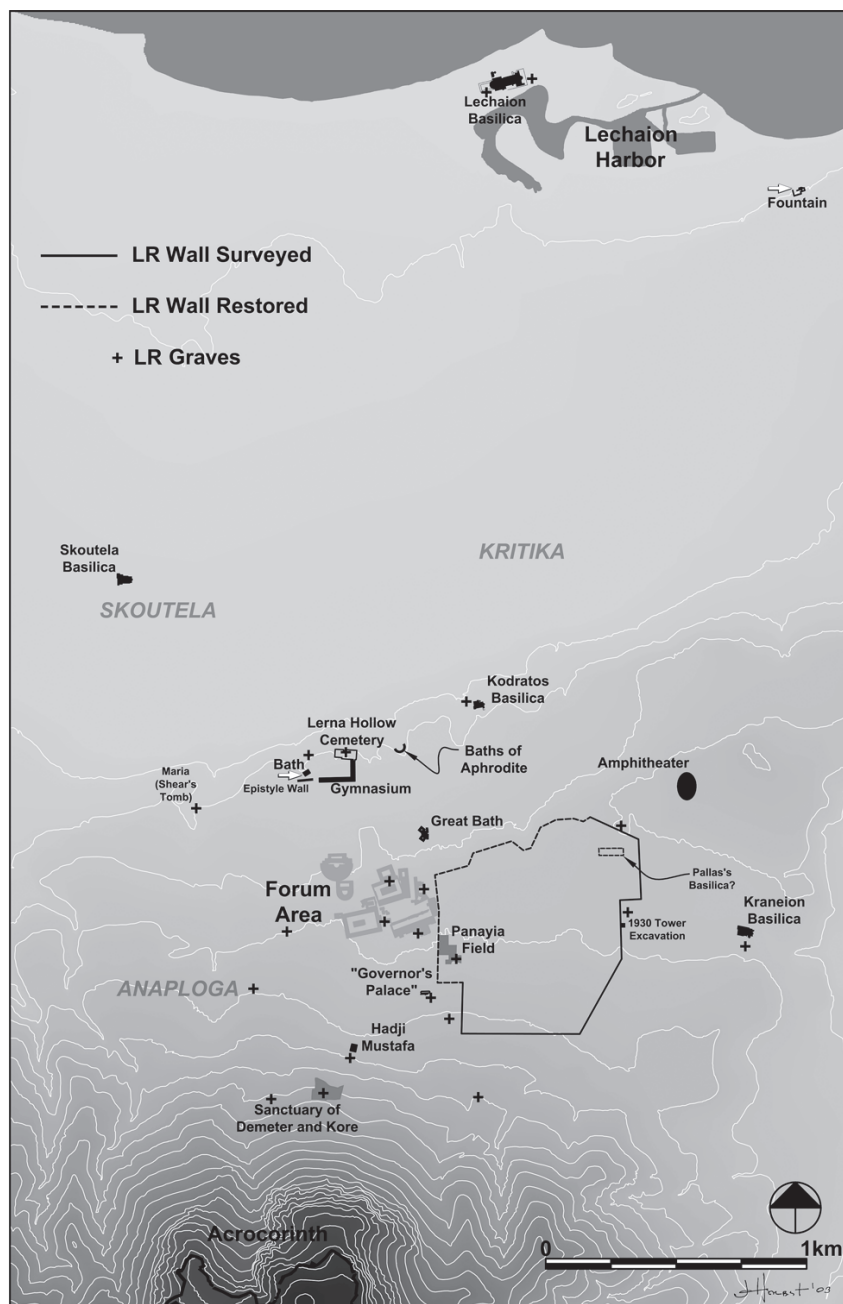 Lechaion
Basilica
Lechaion
Harbor
Fountain
LR Wall Surveyed
LR Wall Restored
+ LR Graves
Skoutela
Basilica
KRITIKA
SKOUTELA
Kodratos
Basilica
Lerna Hollow
Cemetery
Baths of
Aphrodite
Amphitheater
Maria
(Shear's
Tomb)
Bath
Epistyle Wall
Gymnasium
Great Bath
Pallas's
Basilica?
Forum
Area
Kraneion
Basilica
1930 Tower
Excavation
Panayia
Field
"Governor's
Palace"
ANAPLOGA
Hadji
Mustafa
Sanctuary of
Demeter and Kore
Acrocorinth
0 1km